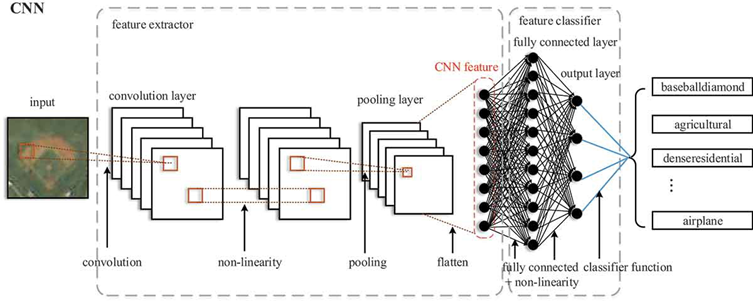 CNN
feature extractor
feature classifier
fully connected layer
CNN feature
output layer
input
convolution layer
pooling layer
baseballdiamond
agricultural
denseresidential
⋮
airplane
convolution
non-linearity
pooling
flatten
fully connected
+ non-linearity
classifier function